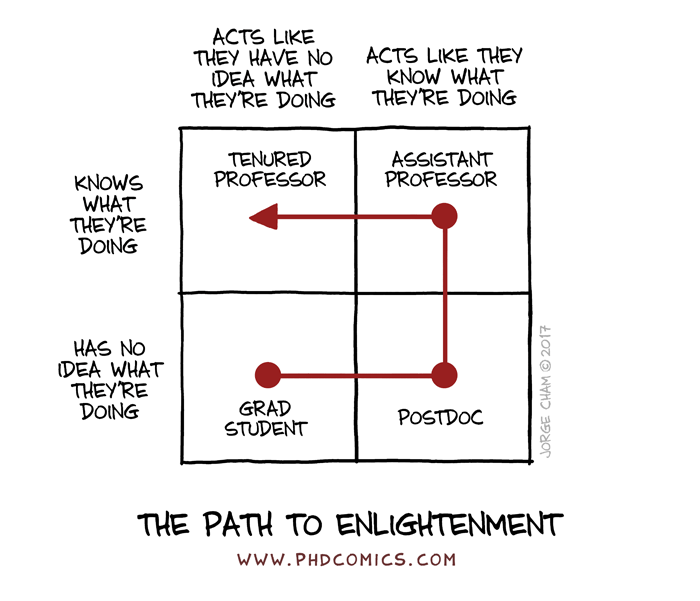 ACTS LIKE
THEY HAVE NO
IDEA WHAT
THEY'RE DOING
ACTS LIKE THEY
KNOW WHAT
THEY'RE DOING
KNOWS
WHAT
THEY'RE
DOING
TENURED
PROFESSOR
ASSISTANT
PROFESSOR
HAS NO
IDEA WHAT
THEY'RE
DOING
GRAD
STUDENT
POSTDOC
JORGE CHAM © 2017
THE PATH TO ENLIGHTENMENT
WWW.PHDCOMICS.COM